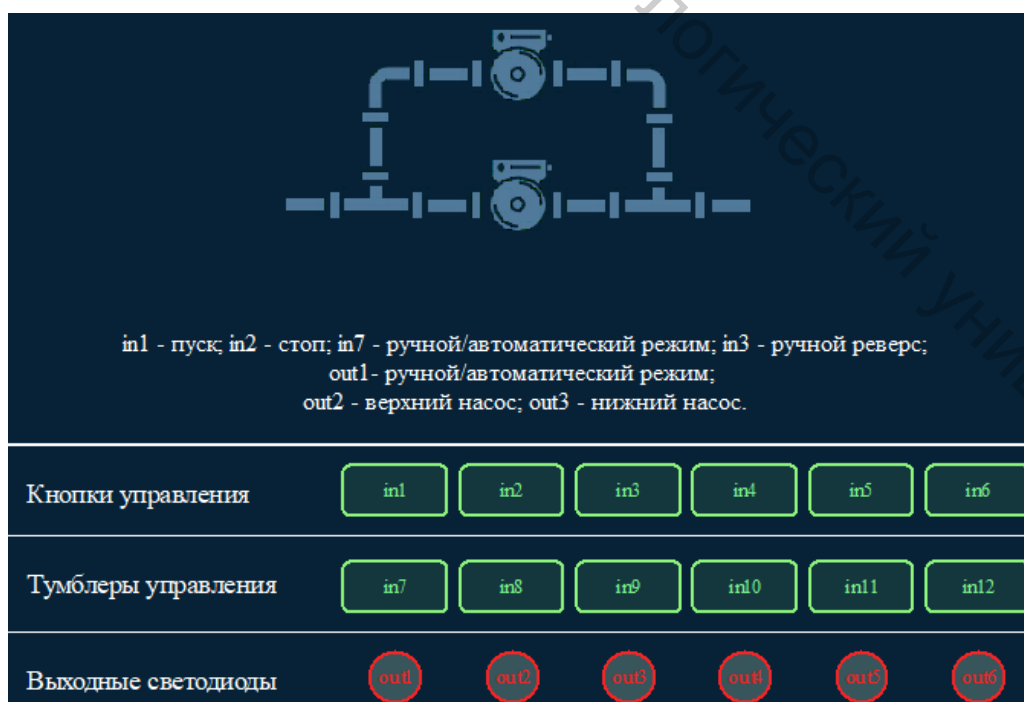 логический униве
in1 - пуск; in2 - стоп; in7 - ручной/автоматический режим; in3 - ручной реверс;
out1- ручной/автоматический режим;
out2 - верхний насос; out3 - нижний насос.
Кнопки управления in1 in2 in3 in4 in5 in6
Тумблеры управления in7 in8 in9 in10 in11 in12
Выходные светодиоды out1 out2 out3 out4 out5 out6